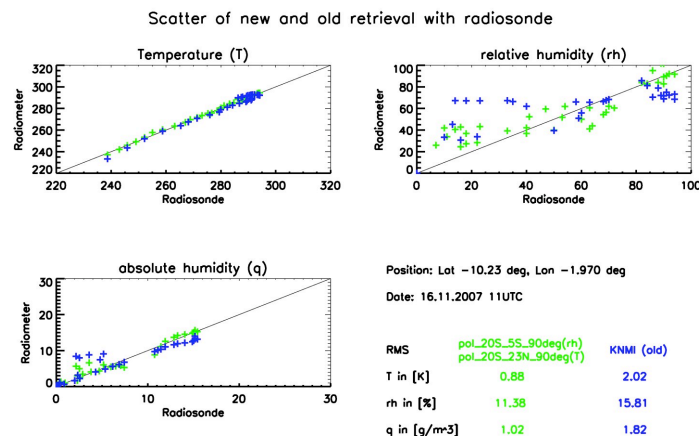 Scatter of new and old retrieval with radiosonde
Temperature (T)
320
300
280
260
240
220
Radiometer
220 240 260 280 300 320
Radiosonde
relative humidity (rh)
100
80
60
40
20
0
Radiometer
0 20 40 60 80 100
Radiosonde
absolute humidity (q)
30
20
10
0
Radiometer
0 10 20 30
Radiosonde
Position: Lat -10.23 deg, Lon -1.970 deg
Date: 16.11.2007 11UTC
RMS pol_20S_5S_90deg(rh) KNMI (old)
pol_20S_23N_90deg(T)
T in [K] 0.88 2.02
rh in [%] 11.38 15.81
q in [g/m^3] 1.02 1.82